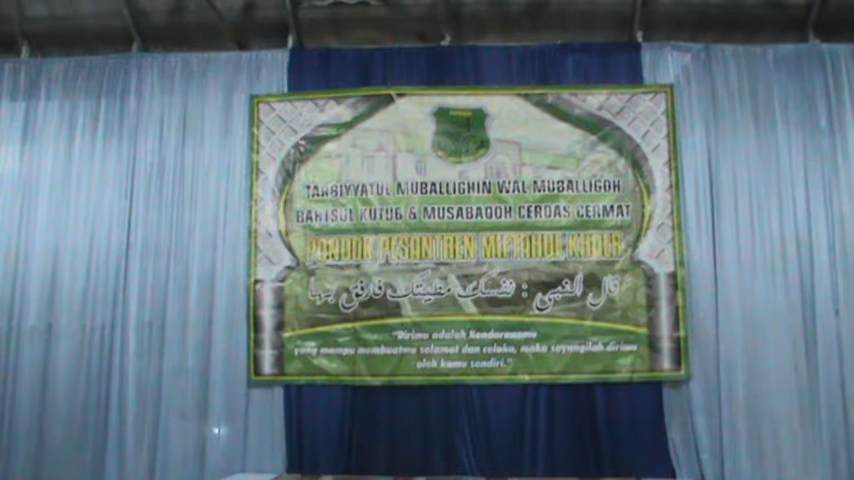 TARBIYYATUL MUBALLIGHIN WAL MUBALLIGOH
BAHTSUL KUTUB & MUSABAQOH CERDAS CERMAT
PONDOK PESANTREN MIFTAHUL KHOER
قال النبي : نفسك مطيتك فارفق بها
"Dirimu adalah Kendaraanmu
yang mampu membuatmu selamat dan celaka, maka sayangilah dirimu
oleh kamu sendiri."